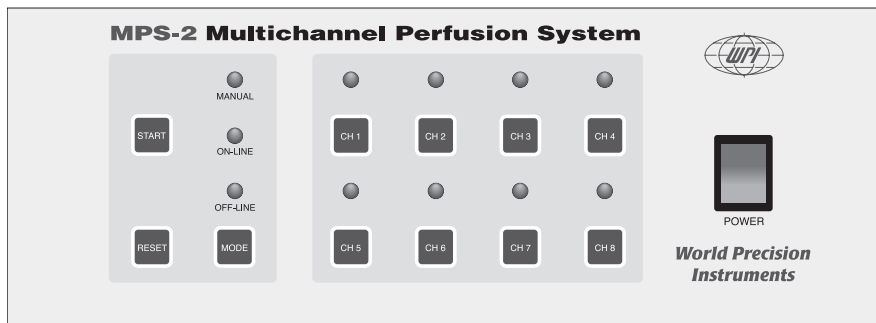 MPS-2 Multichannel Perfusion System
WPI
MANUAL
START
ON-LINE
OFF-LINE
RESET
MODE
CH 1
CH 2
CH 3
CH 4
CH 5
CH 6
CH 7
CH 8
POWER
World Precision
Instruments